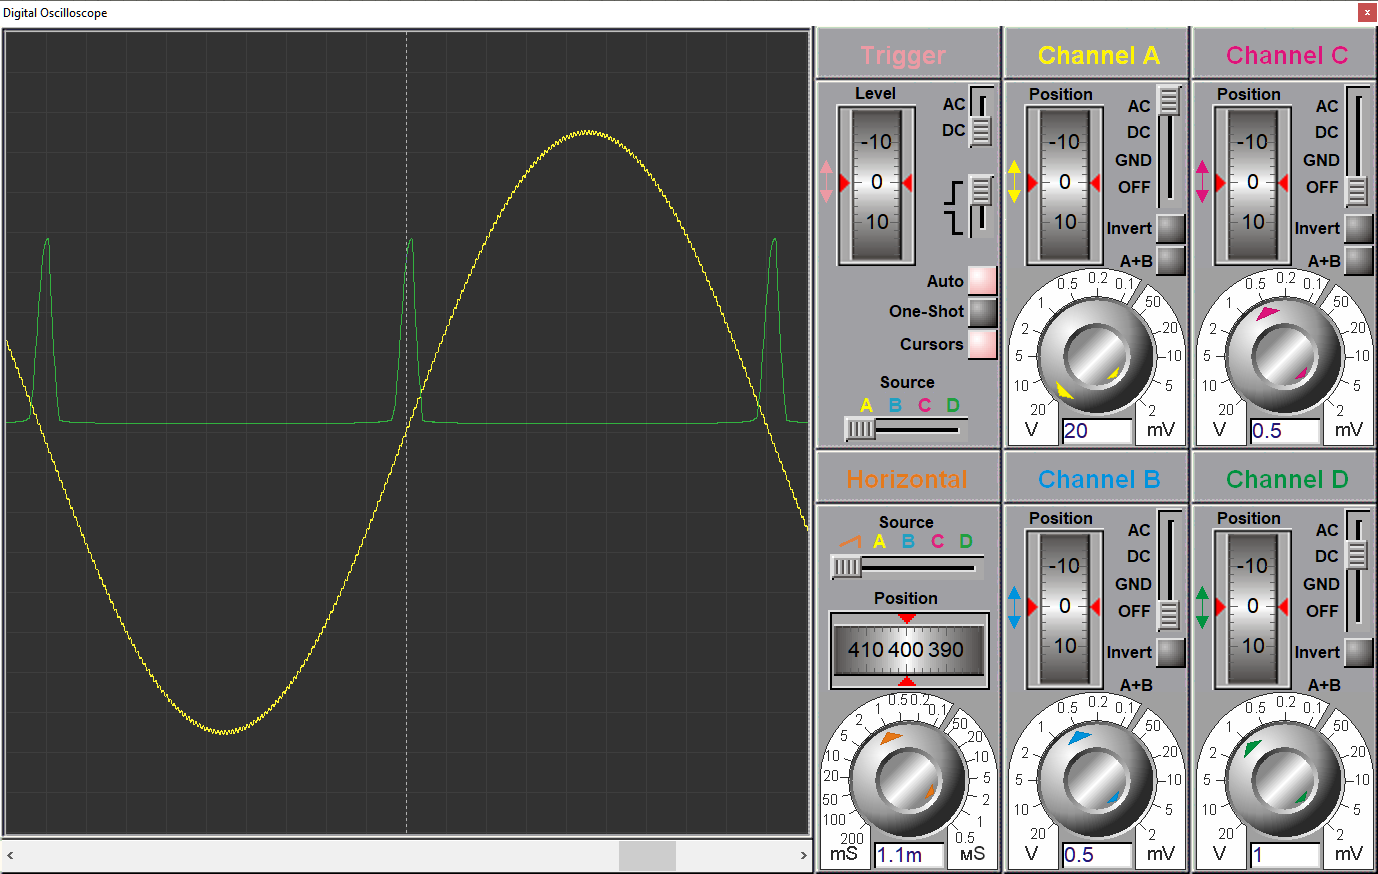 Digital Oscilloscope
x
Trigger
Level
AC
DC
-10
0
10
Auto
One-Shot
Cursors
Source
A B C D
Channel A
Position
AC
DC
GND
OFF
-10
0
10
Invert
A+B
20 10 5 2 1 0.5 0.2 0.1 50 20 10 5 2
V 20 mV
Channel C
Position
AC
DC
GND
OFF
-10
0
10
Invert
A+B
20 10 5 2 1 0.5 0.2 0.1 50 20 10 5 2
V 0.5 mV
Horizontal
Source
A B C D
Position
410 400 390
200 100 50 20 10 5 2 1 0.5 0.2 0.1 50 20 10 5 2 1 0.5
mS 1.1m мS
Channel B
Position
AC
DC
GND
OFF
-10
0
10
Invert
A+B
20 10 5 2 1 0.5 0.2 0.1 50 20 10 5 2
V 0.5 mV
Channel D
Position
AC
DC
GND
OFF
-10
0
10
Invert
A+B
20 10 5 2 1 0.5 0.2 0.1 50 20 10 5 2
V 1 mV